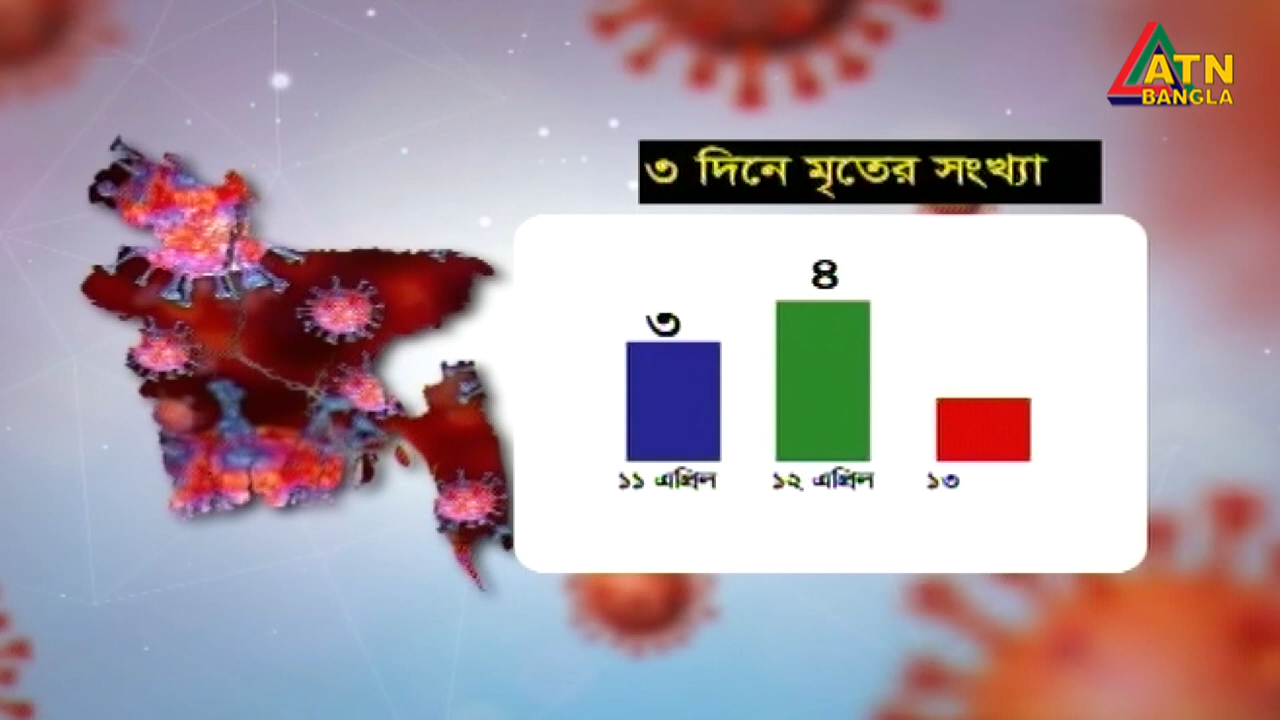 ATN
BANGLA
৩ দিনে মৃতের সংখ্যা
৩
৪
১১ এপ্রিল
১২ এপ্রিল
১৩